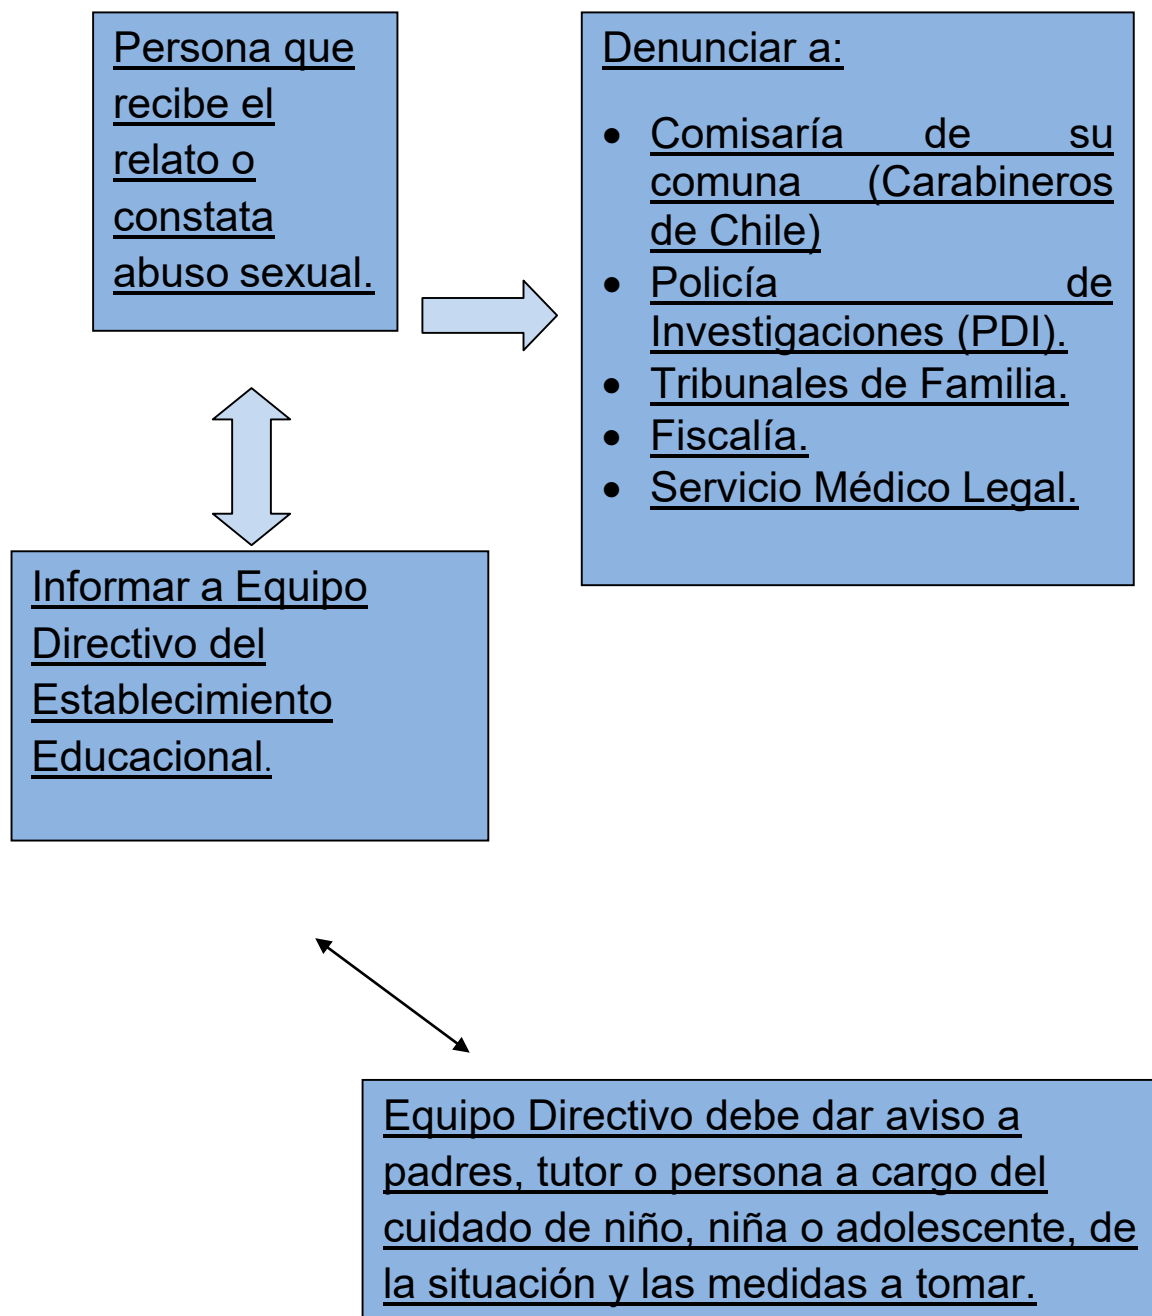 Persona que
recibe el
relato o
constata
abuso sexual.
Denunciar a:
• Comisaría de su
comuna (Carabineros
de Chile)
• Policía de
Investigaciones (PDI).
• Tribunales de Familia.
• Fiscalía.
• Servicio Médico Legal.
Informar a Equipo
Directivo del
Establecimiento
Educacional.
Equipo Directivo debe dar aviso a
padres, tutor o persona a cargo del
cuidado de niño, niña o adolescente, de
la situación y las medidas a tomar.